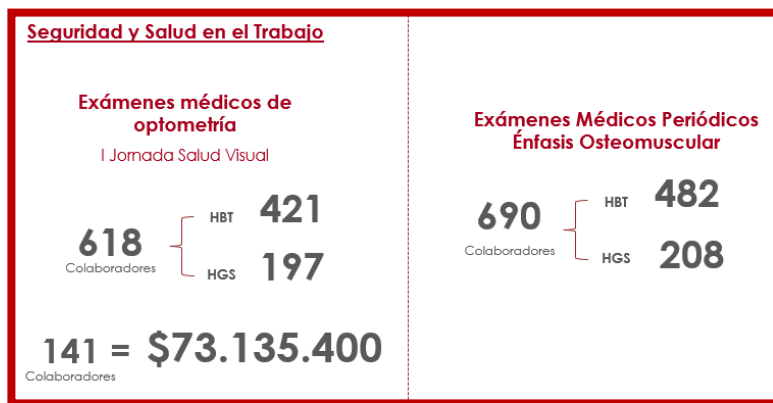 Seguridad y Salud en el Trabajo
Exámenes médicos de
optometría
I Jornada Salud Visual
618
Colaboradores
HBT 421
HGS 197
141 = $73.135.400
Colaboradores
Exámenes Médicos Periódicos
Énfasis Osteomuscular
690
Colaboradores
HBT 482
HGS 208